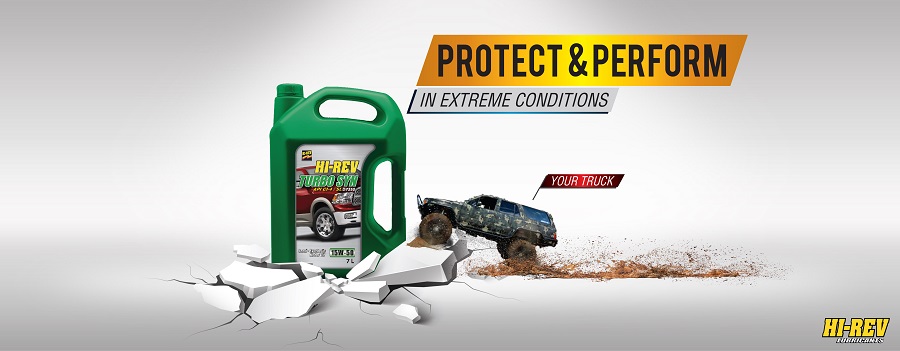 PROTECT & PERFORM
IN EXTREME CONDITIONS
HI-REV
TURBO SYN
15W-50
7 L
YOUR TRUCK
HI-REV
LUBRICANTS